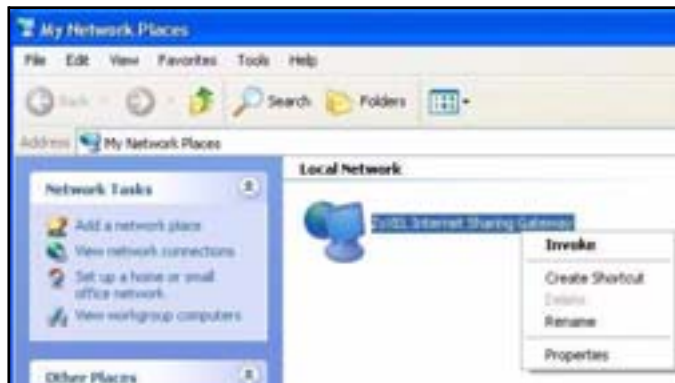 My Network Places
File Edit View Favorites Tools Help
Back Search Folders
Address My Network Places
Network Tasks
Add a network place
View network connections
Set up a home or small
office network
View workgroup computers
Other Places
Local Network
Internet Sharing Gateway
Invoke
Create Shortcut
Delete
Rename
Properties